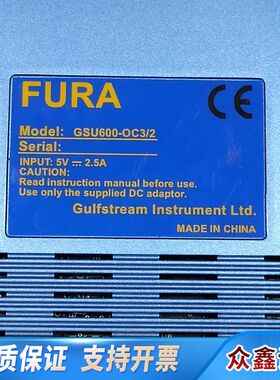 FURA
CE
Model: GSU600-OC3/2
Serial:
INPUT: 5V ⎓ 2.5A
CAUTION:
Read instruction manual before use.
Use only the supplied DC adaptor.
Gulfstream Instrument Ltd.
MADE IN CHINA
质保证 支持开票
众鑫